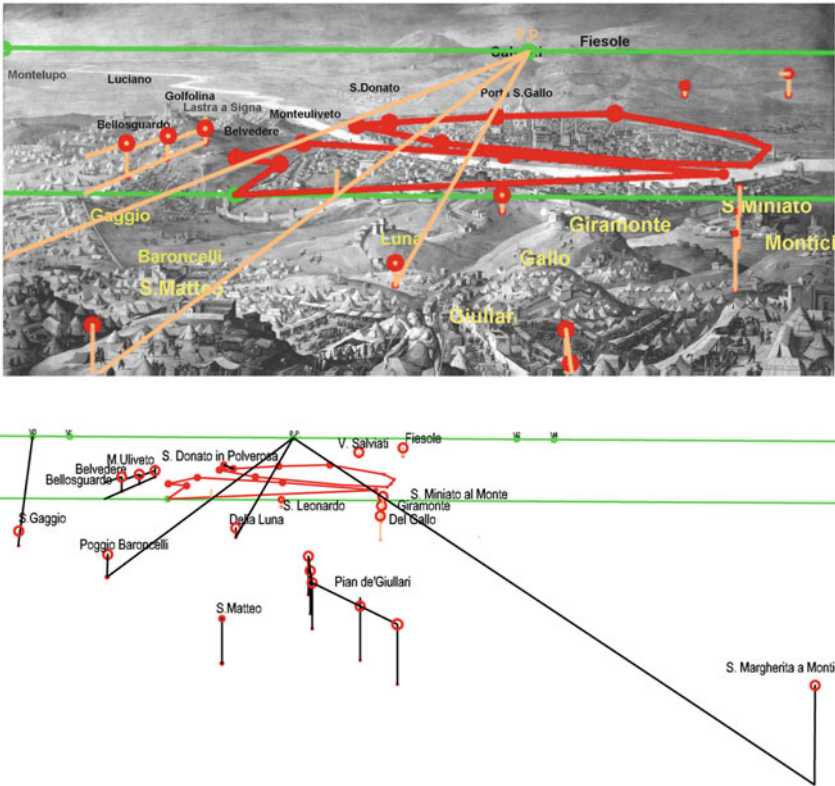 P.P.
Fiesole
Montelupo
Luciano
S.Donato
Golfolina
Porta S.Gallo
Lastra a Signa
Monteuliveto
Bellosguardo
Belvedere
S.Miniato
Gaggio
Giramonte
Luna
Monticl
Baroncelli
Gallo
S.Matteo
Giullari
V5
P.P.
V. Salviati
Fiesole
M.Uliveto
S. Donato in Polverosa
Belvedere
Bellosguardo
S. Miniato al Monte
S. Leonardo
Giramonte
S.Gaggio
Della Luna
Del Gallo
Poggio Baroncelli
Pian de'Giullari
S.Matteo
S. Margherita a Monti